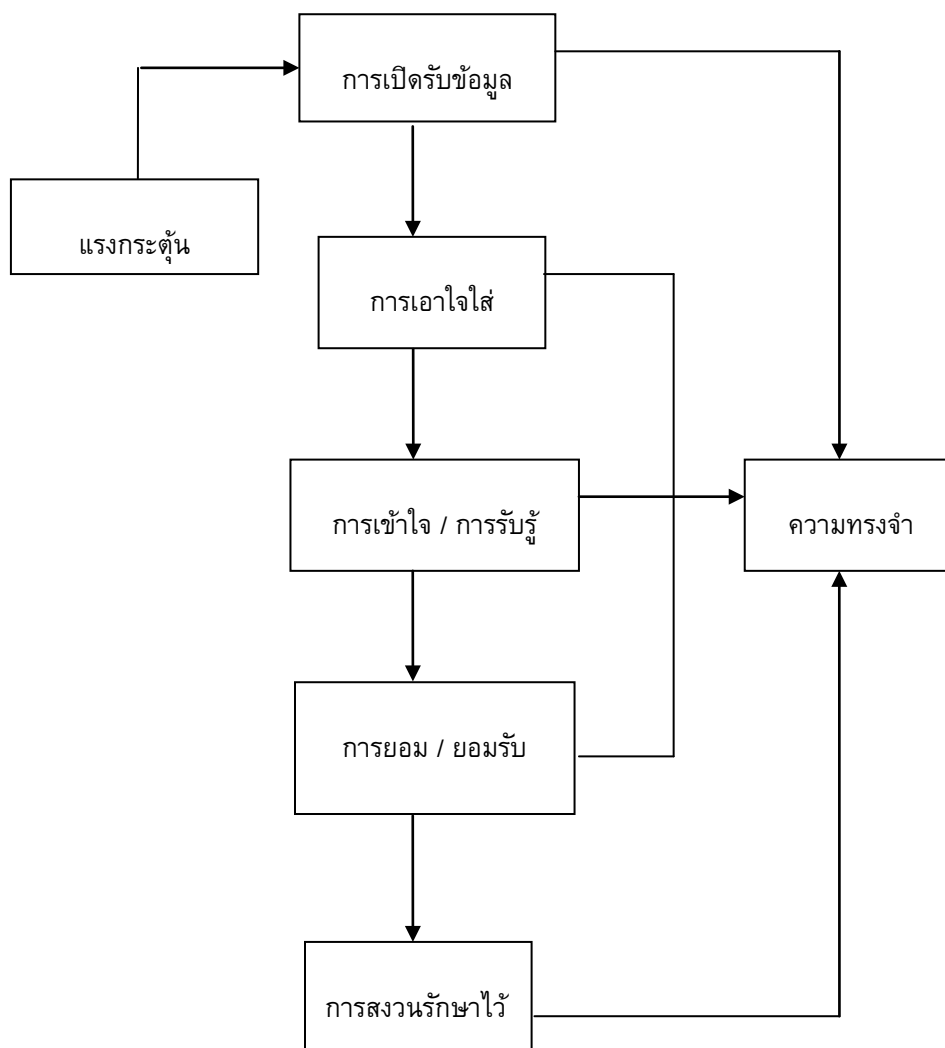 การเปิดรับข้อมูล
แรงกระตุ้น
การเอาใจใส่
การเข้าใจ / การรับรู้
ความทรงจำ
การยอม / ยอมรับ
การสงวนรักษาไว้